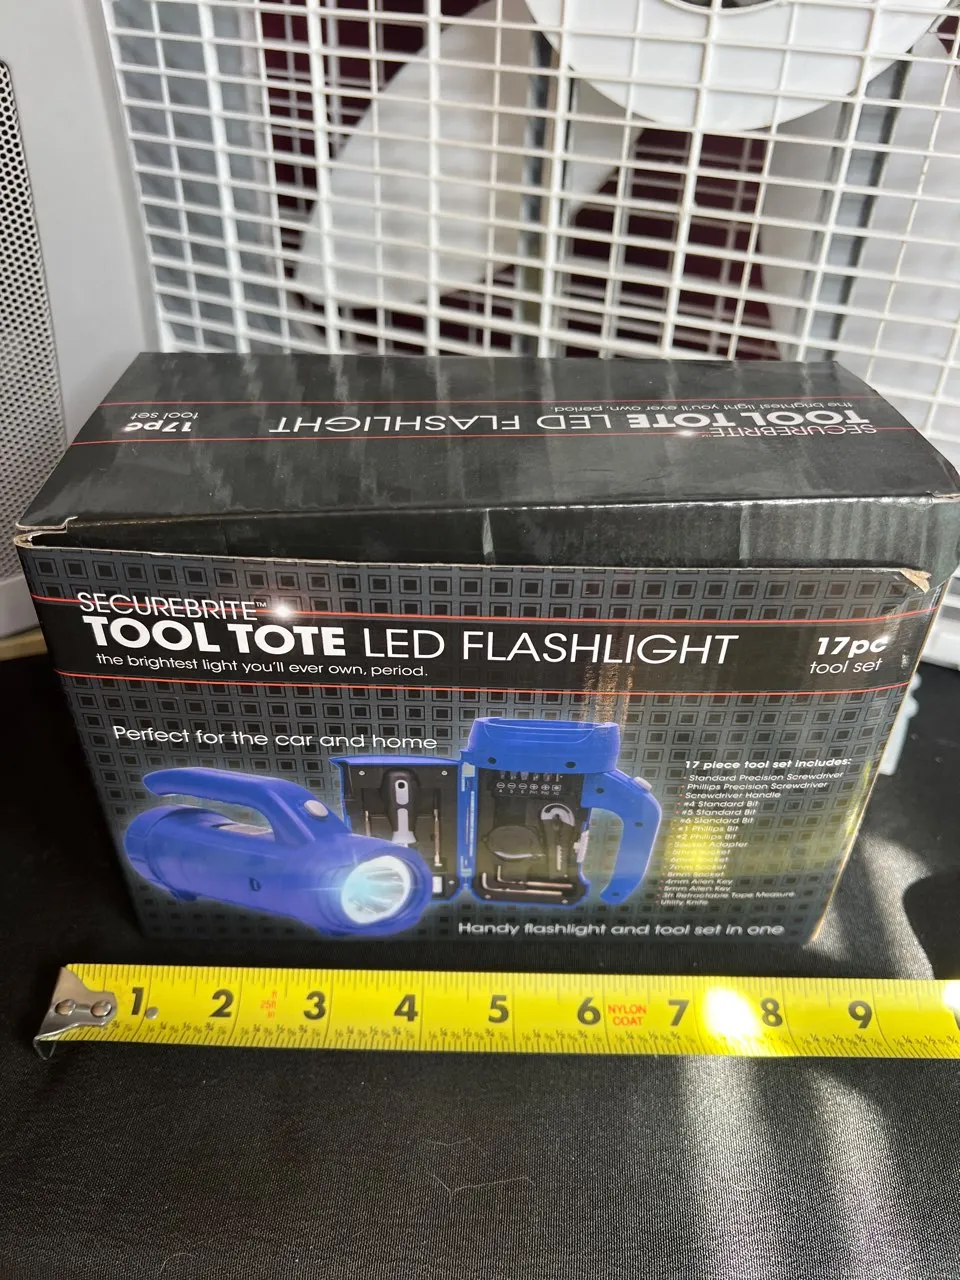 SECUREBRITE™
TOOL TOTE LED FLASHLIGHT
the brightest light you'll ever own, period.
17pc
tool set
SECUREBRITE™
TOOL TOTE LED FLASHLIGHT
the brightest light you'll ever own, period.
17pc
tool set
Perfect for the car and home
17 piece tool set includes:
- Standard Precision Screwdriver
- Phillips Precision Screwdriver
- Screwdriver Handle
- #4 Standard Bit
- #5 Standard Bit
- #6 Standard Bit
- #1 Phillips Bit
- #2 Phillips Bit
- Socket Adapter
- 5mm Socket
- 6mm Socket
- 7mm Socket
- 8mm Socket
- 4mm Allen Key
- 5mm Allen Key
- 3ft Retractable Tape Measure
- Utility Knife
Handy flashlight and tool set in one
1 2 3 4 5 6 NYLON COAT 7 8 9